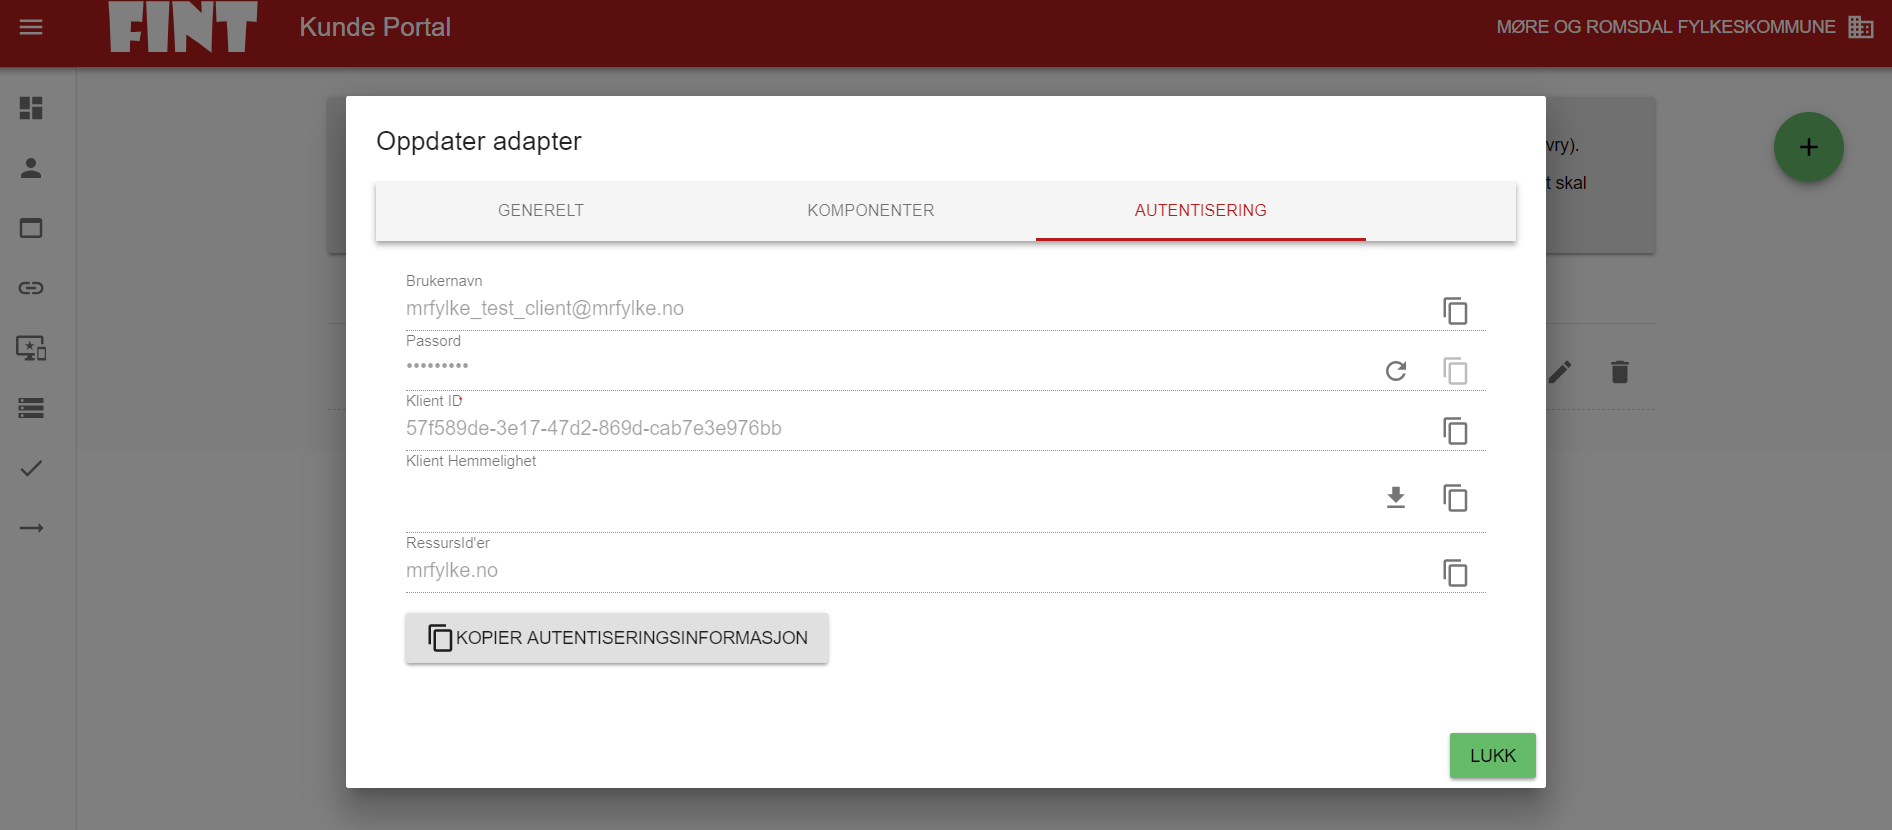 FINT
Kunde Portal
MØRE OG ROMSDAL FYLKESKOMMUNE
vry).
t skal
Oppdater adapter
GENERELT
KOMPONENTER
AUTENTISERING
Brukernavn
mrfylke_test_client@mrfylke.no
Passord
•••••••••
Klient ID
57f589de-3e17-47d2-869d-cab7e3e976bb
Klient Hemmelighet
RessursId'er
mrfylke.no
KOPIER AUTENTISERINGSINFORMASJON
LUKK